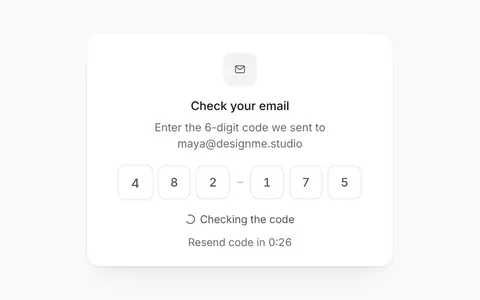 Check your email
Enter the 6-digit code we sent to
maya@designme.studio
4 8 2 – 1 7 5
Checking the code
Resend code in 0:26